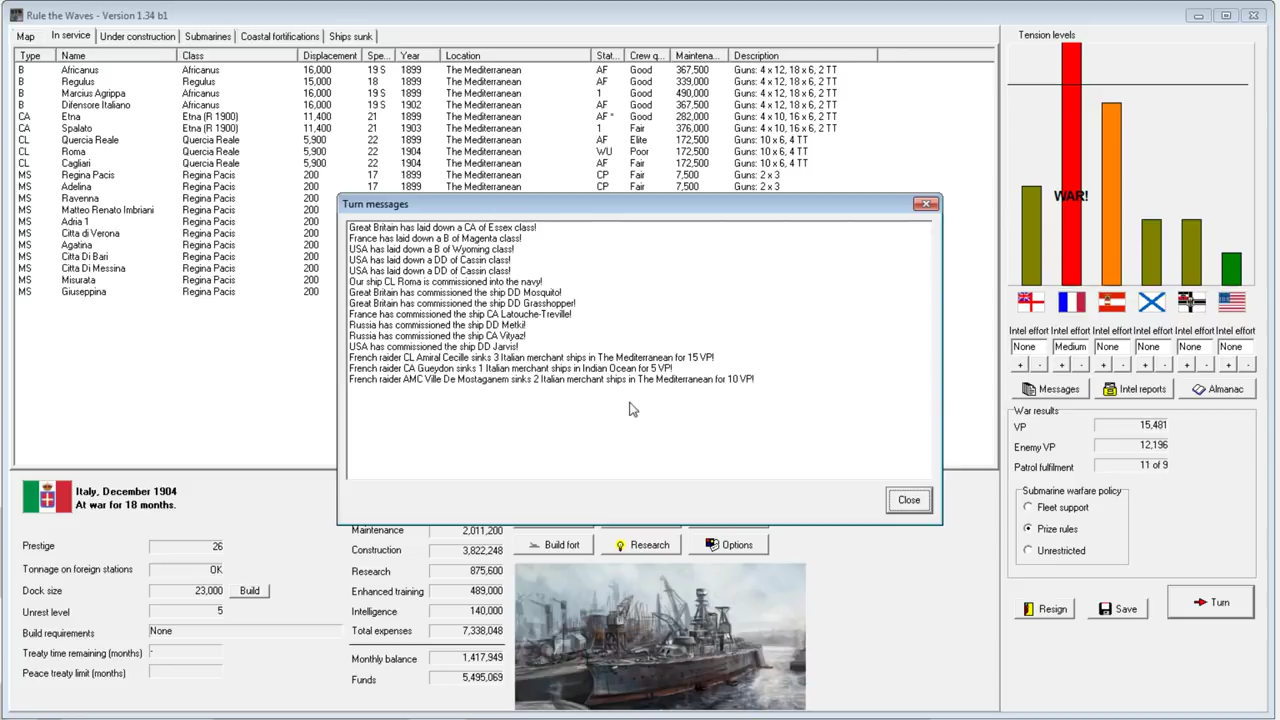 Rule the Waves - Version 1.34 b1
Map In service Under construction Submarines Coastal fortifications Ships sunk
Type Name Class Displacement Spe... Year Location Stat... Crew q... Maintena... Description
B Africanus Africanus 16,000 19 S 1899 The Mediterranean AF Good 367,500 Guns: 4 x 12, 18 x 6, 2 TT
B Regulus Regulus 15,000 18 1899 The Mediterranean AF Good 339,000 Guns: 4 x 12, 18 x 6, 2 TT
B Marcius Agrippa Africanus 16,000 19 S 1899 The Mediterranean 1 Good 490,000 Guns: 4 x 12, 18 x 6, 2 TT
B Difensore Italiano Africanus 16,000 19 S 1902 The Mediterranean AF Good 367,500 Guns: 4 x 12, 18 x 6, 2 TT
CA Etna Etna (R 1900) 11,400 21 1899 The Mediterranean AF * Good 282,000 Guns: 4 x 10, 16 x 6, 2 TT
CA Spalato Etna (R 1900) 11,400 21 1903 The Mediterranean 1 Fair 376,000 Guns: 4 x 10, 16 x 6, 2 TT
CL Quercia Reale Quercia Reale 5,900 22 1899 The Mediterranean AF Elite 172,500 Guns: 10 x 6, 4 TT
CL Roma Quercia Reale 5,900 22 1904 The Mediterranean WU Poor 172,500 Guns: 10 x 6, 4 TT
CL Cagliari Quercia Reale 5,900 22 1904 The Mediterranean AF Fair 172,500 Guns: 10 x 6, 4 TT
MS Regina Pacis Regina Pacis 200 17 1899 The Mediterranean CP Fair 7,500 Guns: 2 x 3
MS Adelina Regina Pacis 200 17 1899 The Mediterranean CP Fair 7,500 Guns: 2 x 3
MS Ravenna Regina Pacis 200
MS Matteo Renato Imbriani Regina Pacis 200
MS Adria 1 Regina Pacis 200
MS Citta di Verona Regina Pacis 200
MS Agatina Regina Pacis 200
MS Citta Di Bari Regina Pacis 200
MS Citta Di Messina Regina Pacis 200
MS Misurata Regina Pacis 200
MS Giuseppina Regina Pacis 200
Turn messages
Great Britain has laid down a CA of Essex class!
France has laid down a B of Magenta class!
USA has laid down a B of Wyoming class!
USA has laid down a DD of Cassin class!
USA has laid down a DD of Cassin class!
Our ship CL Roma is commissioned into the navy!
Great Britain has commissioned the ship DD Mosquito!
Great Britain has commissioned the ship DD Grasshopper!
France has commissioned the ship CA Latouche-Treville!
Russia has commissioned the ship DD Metki!
Russia has commissioned the ship CA Vityaz!
USA has commissioned the ship DD Jarvis!
French raider CL Amiral Cecille sinks 3 Italian merchant ships in The Mediterranean for 15 VP!
French raider CA Gueydon sinks 1 Italian merchant ships in Indian Ocean for 5 VP!
French raider AMC Ville De Mostaganem sinks 2 Italian merchant ships in The Mediterranean for 10 VP!
Close
Italy, December 1904
At war for 18 months.
Prestige 26
Tonnage on foreign stations OK
Dock size 23,000 Build
Unrest level 5
Build requirements None
Treaty time remaining (months) -
Peace treaty limit (months)
Maintenance 2,011,200
Construction 3,822,248
Research 875,600
Enhanced training 489,000
Intelligence 140,000
Total expenses 7,338,048
Monthly balance 1,417,949
Funds 5,495,069
Build fort Research Options
Tension levels
WAR!
Intel effort Intel effort Intel effort Intel effort Intel effort Intel effort
None Medium None None None None
+ - + - + - + - + - + -
Messages Intel reports Almanac
War results
VP 15,481
Enemy VP 12,196
Patrol fulfilment 11 of 9
Submarine warfare policy
Fleet support
Prize rules
Unrestricted
Resign Save Turn